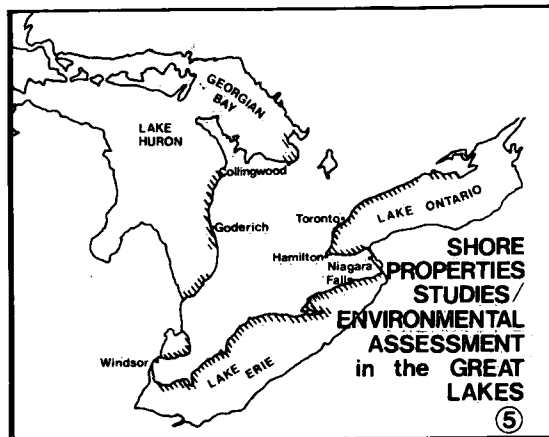 GEORGIAN
BAY
LAKE
HURON
Collingwood
Goderich
Toronto
LAKE ONTARIO
Hamilton
Niagara
Falls
Windsor
LAKE ERIE
SHORE
PROPERTIES
STUDIES/
ENVIRONMENTAL
ASSESSMENT
in the GREAT
LAKES
5